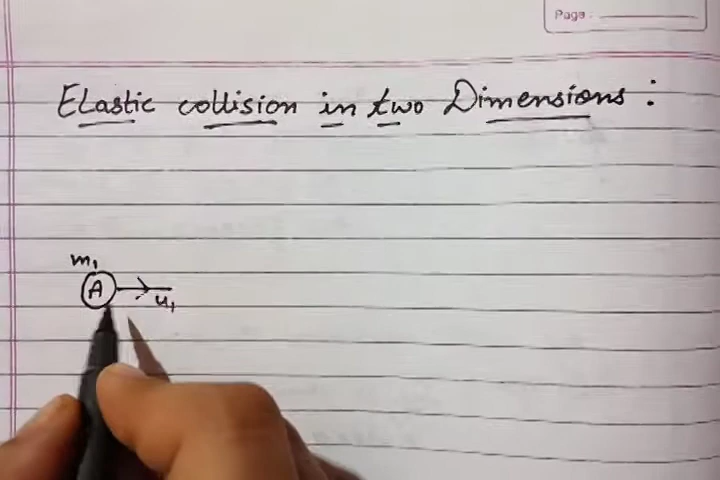 Page
Elastic collision in two Dimensions :
m₁
A
u₁